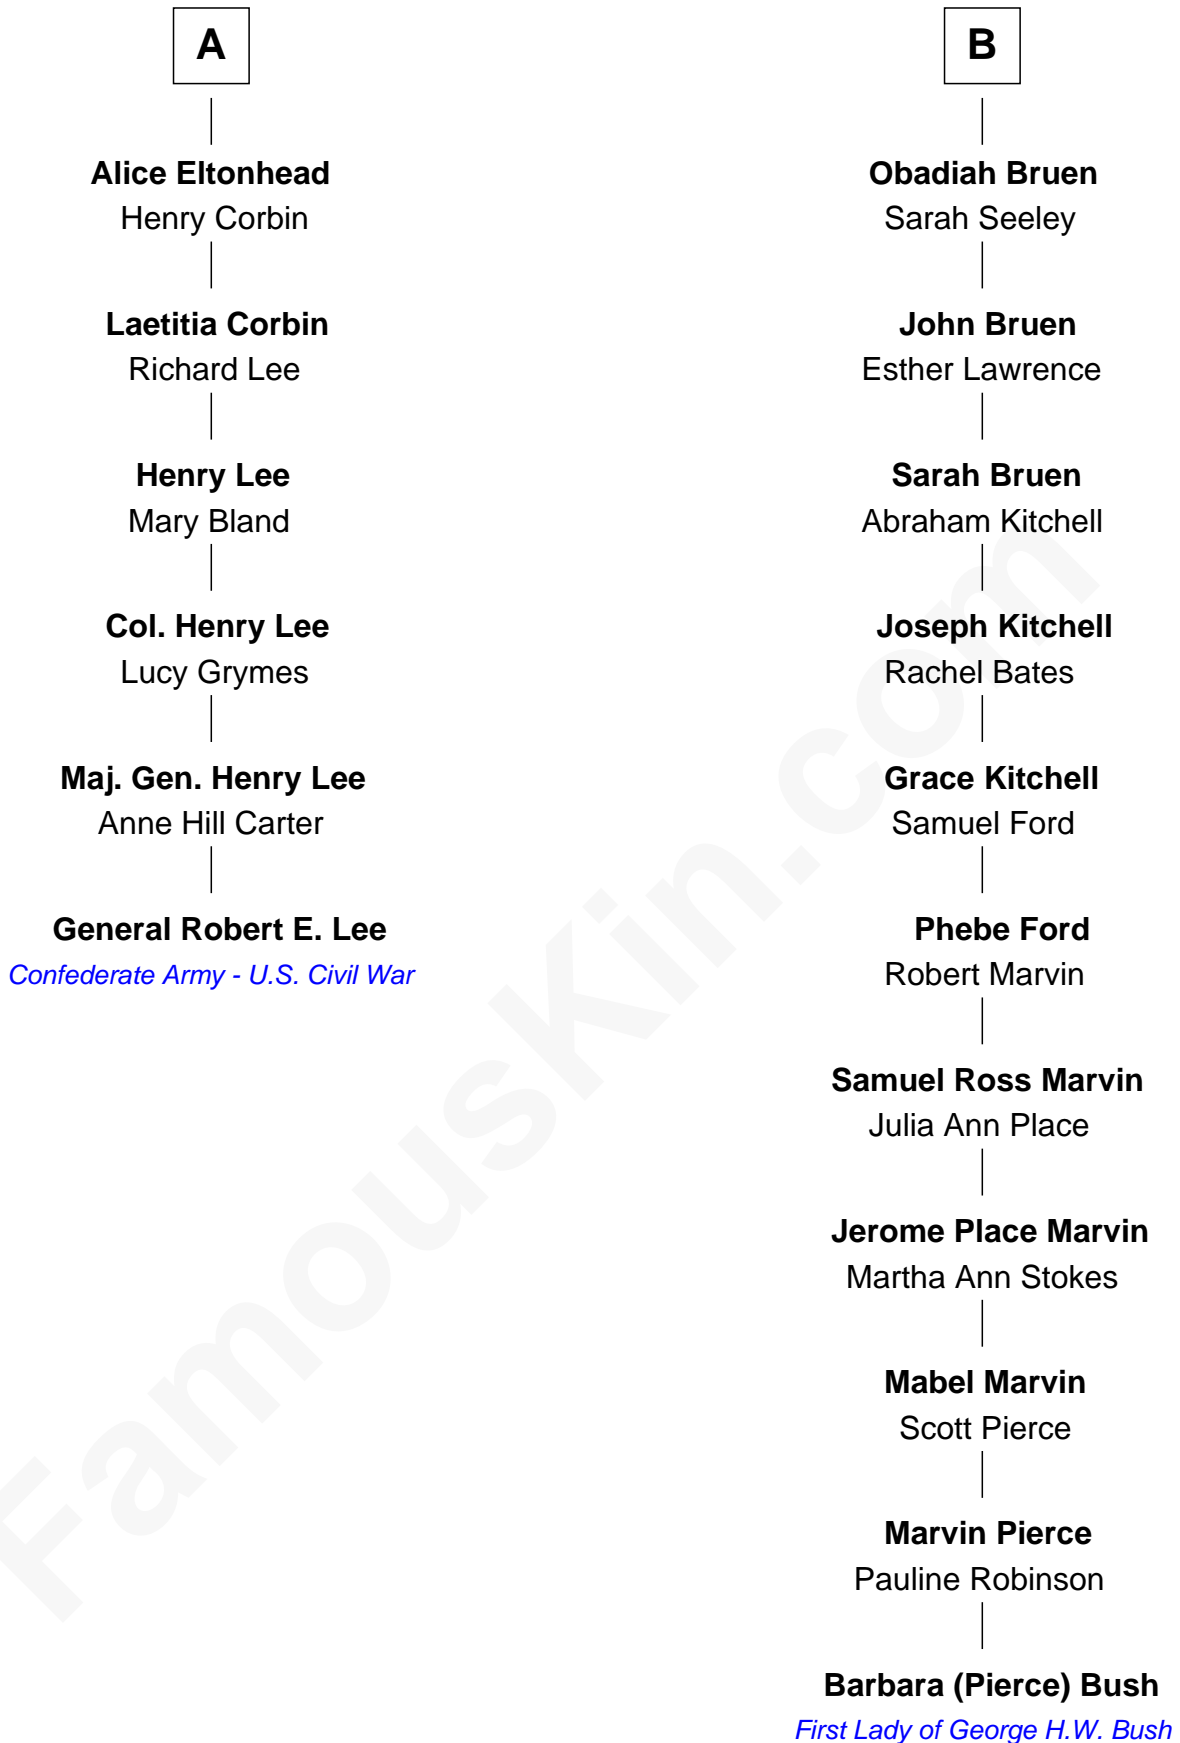 A
Alice Eltonhead
Henry Corbin
Laetitia Corbin
Richard Lee
Henry Lee
Mary Bland
Col. Henry Lee
Lucy Grymes
Maj. Gen. Henry Lee
Anne Hill Carter
General Robert E. Lee
Confederate Army - U.S. Civil War
B
Obadiah Bruen
Sarah Seeley
John Bruen
Esther Lawrence
Sarah Bruen
Abraham Kitchell
Joseph Kitchell
Rachel Bates
Grace Kitchell
Samuel Ford
Phebe Ford
Robert Marvin
Samuel Ross Marvin
Julia Ann Place
Jerome Place Marvin
Martha Ann Stokes
Mabel Marvin
Scott Pierce
Marvin Pierce
Pauline Robinson
Barbara (Pierce) Bush
First Lady of George H.W. Bush
FamousKin.com